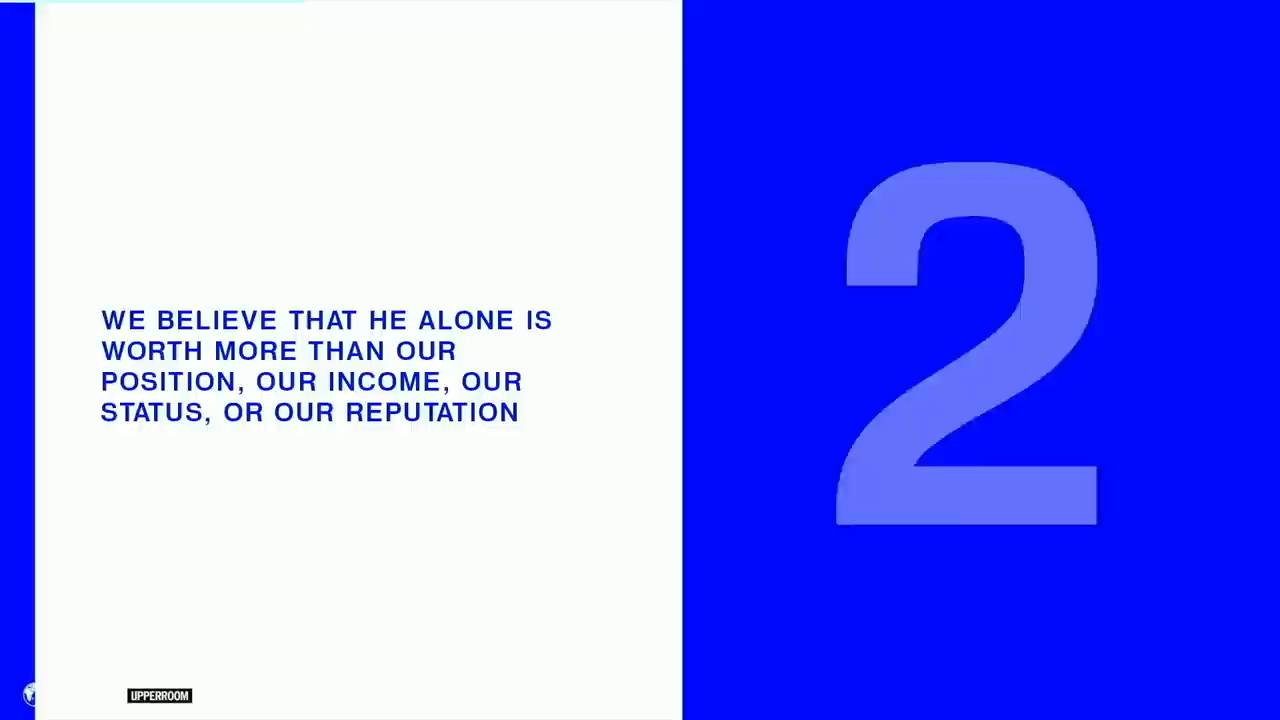 WE BELIEVE THAT HE ALONE IS
WORTH MORE THAN OUR
POSITION, OUR INCOME, OUR
STATUS, OR OUR REPUTATION
2
UPPERROOM